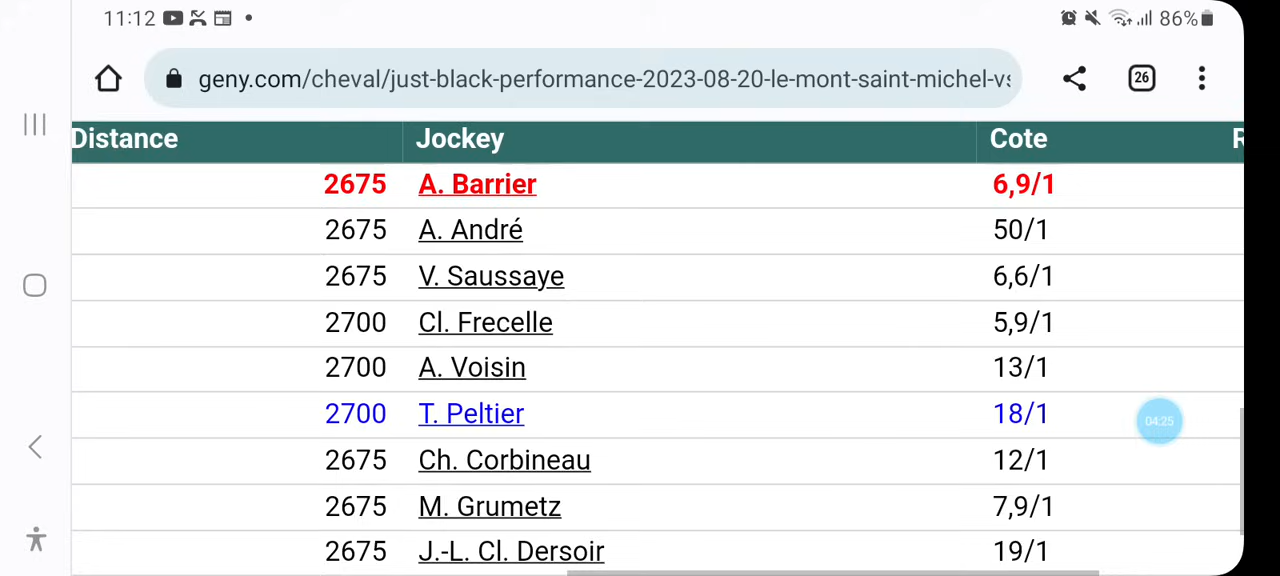 11:12 86%
geny.com/cheval/just-black-performance-2023-08-20-le-mont-saint-michel-vs 26
Distance Jockey Cote R
2675 A. Barrier 6,9/1
2675 A. André 50/1
2675 V. Saussaye 6,6/1
2700 Cl. Frecelle 5,9/1
2700 A. Voisin 13/1
2700 T. Peltier 18/1
04:25
2675 Ch. Corbineau 12/1
2675 M. Grumetz 7,9/1
2675 J.-L. Cl. Dersoir 19/1